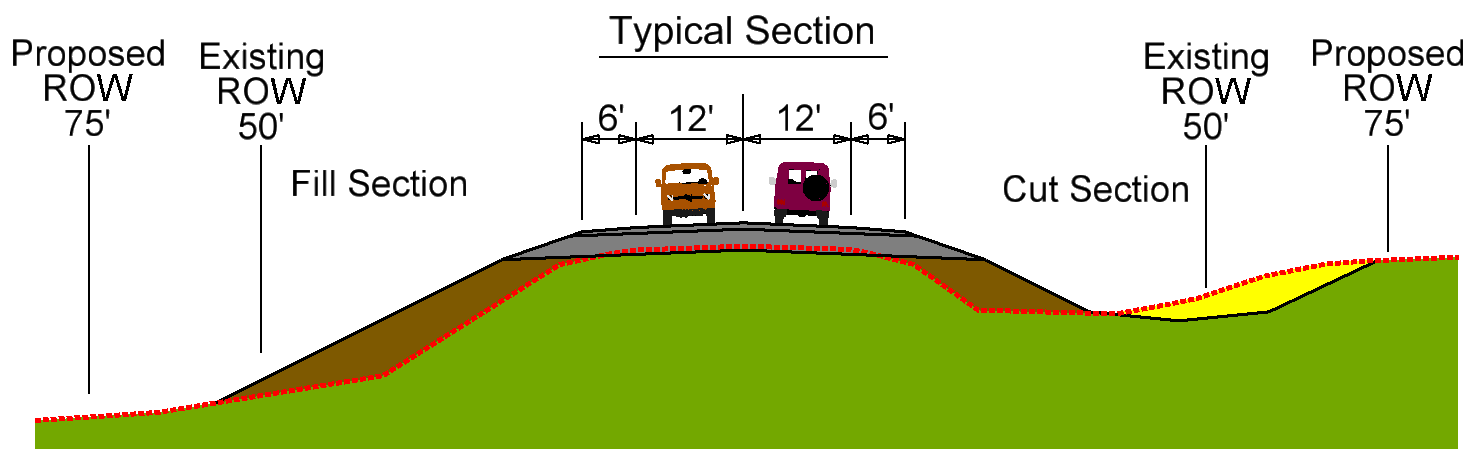 Typical Section
Proposed
ROW
75'
Existing
ROW
50'
6' 12' 12' 6'
Existing
ROW
50'
Proposed
ROW
75'
Fill Section
Cut Section